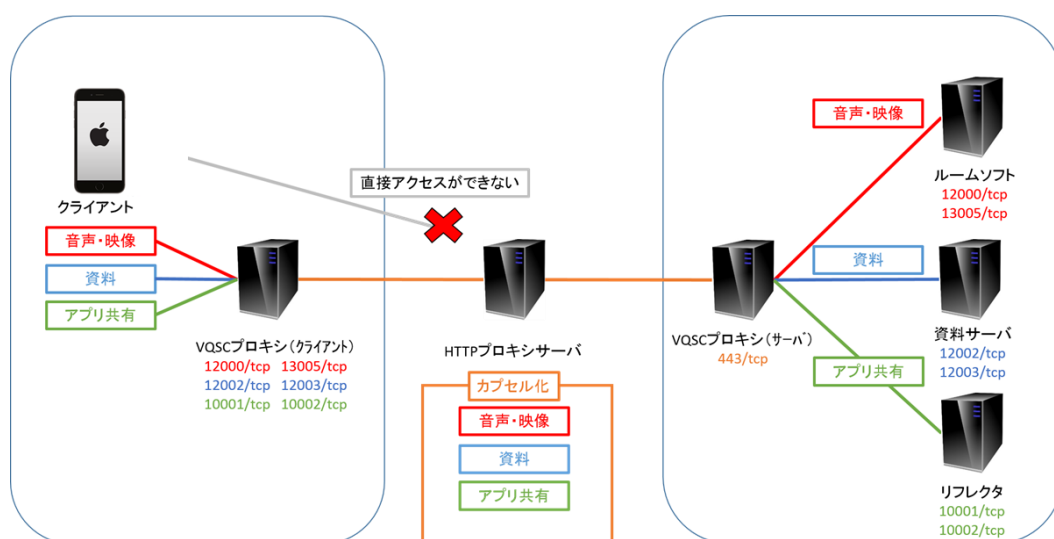 クライアント
音声・映像
資料
アプリ共有
直接アクセスができない
VQSCプロキシ(クライアント)
12000/tcp 13005/tcp
12002/tcp 12003/tcp
10001/tcp 10002/tcp
HTTPプロキシサーバ
カプセル化
音声・映像
資料
アプリ共有
VQSCプロキシ(サーバ)
443/tcp
音声・映像
資料
アプリ共有
ルームソフト
12000/tcp
13005/tcp
資料サーバ
12002/tcp
12003/tcp
リフレクタ
10001/tcp
10002/tcp